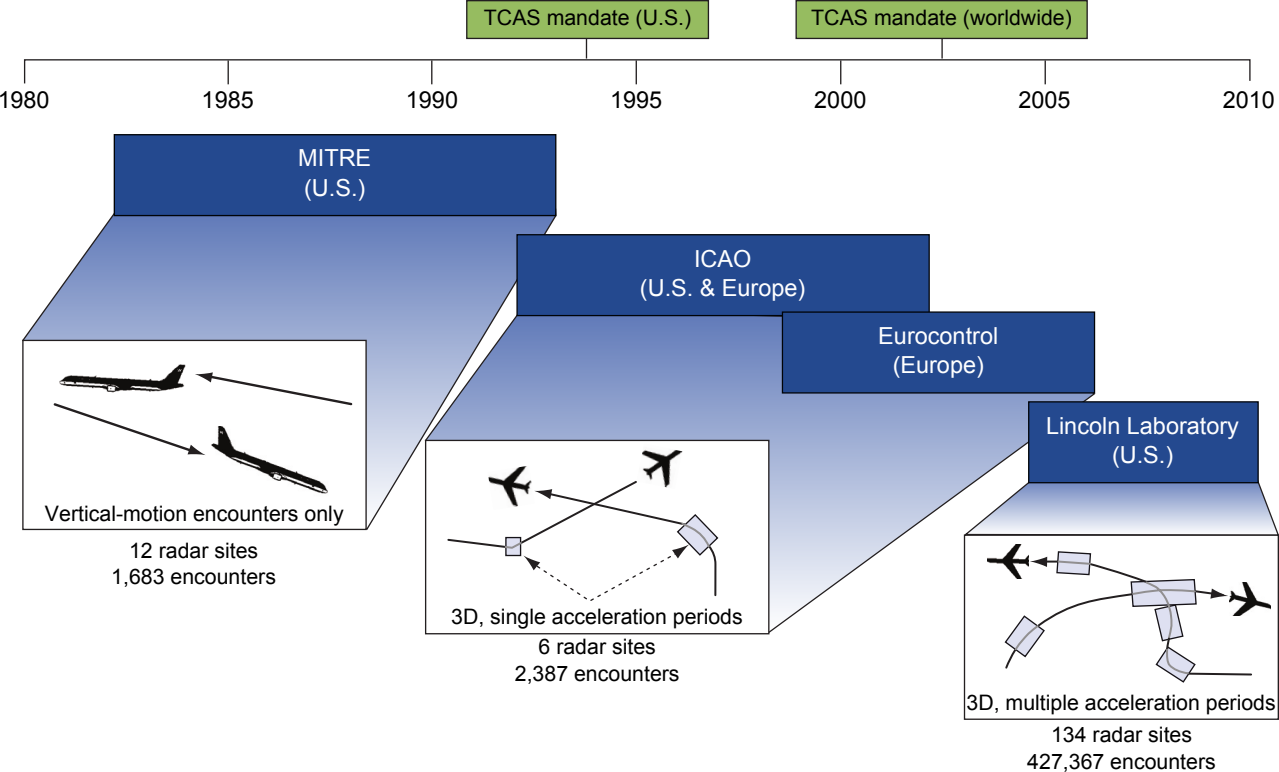 TCAS mandate (U.S.)
TCAS mandate (worldwide)
1980
1985
1990
1995
2000
2005
2010
MITRE
(U.S.)
ICAO
(U.S. & Europe)
Eurocontrol
(Europe)
Lincoln Laboratory
(U.S.)
Vertical-motion encounters only
12 radar sites
1,683 encounters
3D, single acceleration periods
6 radar sites
2,387 encounters
3D, multiple acceleration periods
134 radar sites
427,367 encounters